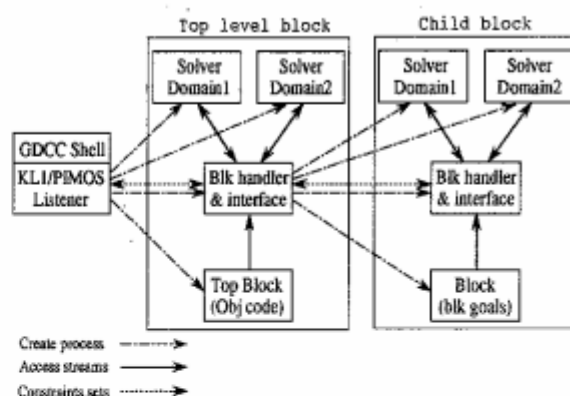 Top level block
Child block
Solver
Domain1
Solver
Domain2
Solver
Domain1
Solver
Domain2
GDCC Shell
KL1/PIMOS
Listener
Blk handler
& interface
Blk handler
& interface
Top Block
(Obj code)
Block
(blk goals)
Create process
Access streams
Constraints sets